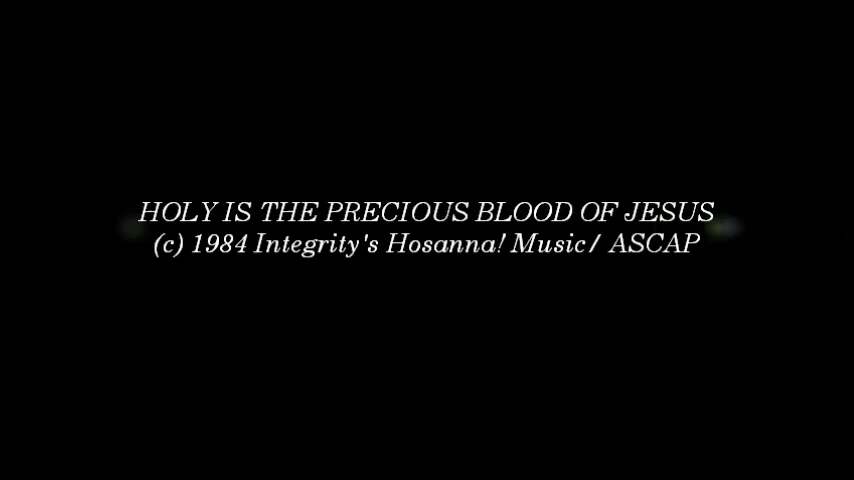 HOLY IS THE PRECIOUS BLOOD OF JESUS
(c) 1984 Integrity's Hosanna! Music/ ASCAP